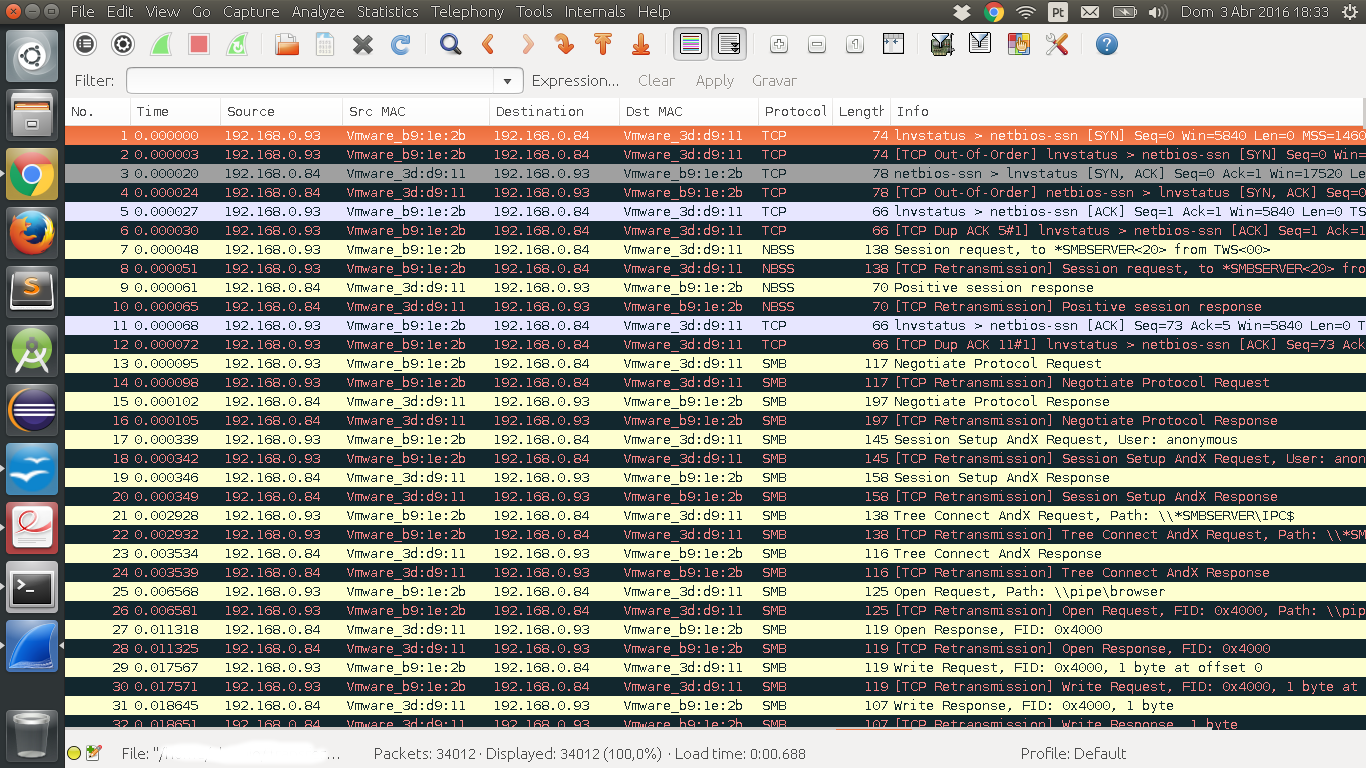 File Edit View Go Capture Analyze Statistics Telephony Tools Internals Help Pt Dom 3 Abr 2016 18:33
Filter: Expression... Clear Apply Gravar
No. Time Source Src MAC Destination Dst MAC Protocol Length Info
1 0.000000 192.168.0.93 Vmware_b9:1e:2b 192.168.0.84 Vmware_3d:d9:11 TCP 74 lnvstatus > netbios-ssn [SYN] Seq=0 Win=5840 Len=0 MSS=1460
2 0.000003 192.168.0.93 Vmware_b9:1e:2b 192.168.0.84 Vmware_3d:d9:11 TCP 74 [TCP Out-Of-Order] lnvstatus > netbios-ssn [SYN] Seq=0 Win=
3 0.000020 192.168.0.84 Vmware_3d:d9:11 192.168.0.93 Vmware_b9:1e:2b TCP 78 netbios-ssn > lnvstatus [SYN, ACK] Seq=0 Ack=1 Win=17520 Le
4 0.000024 192.168.0.84 Vmware_3d:d9:11 192.168.0.93 Vmware_b9:1e:2b TCP 78 [TCP Out-Of-Order] netbios-ssn > lnvstatus [SYN, ACK] Seq=0
5 0.000027 192.168.0.93 Vmware_b9:1e:2b 192.168.0.84 Vmware_3d:d9:11 TCP 66 lnvstatus > netbios-ssn [ACK] Seq=1 Ack=1 Win=5840 Len=0 TS
6 0.000030 192.168.0.93 Vmware_b9:1e:2b 192.168.0.84 Vmware_3d:d9:11 TCP 66 [TCP Dup ACK 5#1] lnvstatus > netbios-ssn [ACK] Seq=1 Ack=1
7 0.000048 192.168.0.93 Vmware_b9:1e:2b 192.168.0.84 Vmware_3d:d9:11 NBSS 138 Session request, to *SMBSERVER<20> from TWS<00>
8 0.000051 192.168.0.93 Vmware_b9:1e:2b 192.168.0.84 Vmware_3d:d9:11 NBSS 138 [TCP Retransmission] Session request, to *SMBSERVER<20> fro
9 0.000061 192.168.0.84 Vmware_3d:d9:11 192.168.0.93 Vmware_b9:1e:2b NBSS 70 Positive session response
10 0.000065 192.168.0.84 Vmware_3d:d9:11 192.168.0.93 Vmware_b9:1e:2b NBSS 70 [TCP Retransmission] Positive session response
11 0.000068 192.168.0.93 Vmware_b9:1e:2b 192.168.0.84 Vmware_3d:d9:11 TCP 66 lnvstatus > netbios-ssn [ACK] Seq=73 Ack=5 Win=5840 Len=0 T
12 0.000072 192.168.0.93 Vmware_b9:1e:2b 192.168.0.84 Vmware_3d:d9:11 TCP 66 [TCP Dup ACK 11#1] lnvstatus > netbios-ssn [ACK] Seq=73 Ack
13 0.000095 192.168.0.93 Vmware_b9:1e:2b 192.168.0.84 Vmware_3d:d9:11 SMB 117 Negotiate Protocol Request
14 0.000098 192.168.0.93 Vmware_b9:1e:2b 192.168.0.84 Vmware_3d:d9:11 SMB 117 [TCP Retransmission] Negotiate Protocol Request
15 0.000102 192.168.0.84 Vmware_3d:d9:11 192.168.0.93 Vmware_b9:1e:2b SMB 197 Negotiate Protocol Response
16 0.000105 192.168.0.84 Vmware_3d:d9:11 192.168.0.93 Vmware_b9:1e:2b SMB 197 [TCP Retransmission] Negotiate Protocol Response
17 0.000339 192.168.0.93 Vmware_b9:1e:2b 192.168.0.84 Vmware_3d:d9:11 SMB 145 Session Setup AndX Request, User: anonymous
18 0.000342 192.168.0.93 Vmware_b9:1e:2b 192.168.0.84 Vmware_3d:d9:11 SMB 145 [TCP Retransmission] Session Setup AndX Request, User: anon
19 0.000346 192.168.0.84 Vmware_3d:d9:11 192.168.0.93 Vmware_b9:1e:2b SMB 158 Session Setup AndX Response
20 0.000349 192.168.0.84 Vmware_3d:d9:11 192.168.0.93 Vmware_b9:1e:2b SMB 158 [TCP Retransmission] Session Setup AndX Response
21 0.002928 192.168.0.93 Vmware_b9:1e:2b 192.168.0.84 Vmware_3d:d9:11 SMB 138 Tree Connect AndX Request, Path: \\*SMBSERVER\IPC$
22 0.002932 192.168.0.93 Vmware_b9:1e:2b 192.168.0.84 Vmware_3d:d9:11 SMB 138 [TCP Retransmission] Tree Connect AndX Request, Path: \\*SM
23 0.003534 192.168.0.84 Vmware_3d:d9:11 192.168.0.93 Vmware_b9:1e:2b SMB 116 Tree Connect AndX Response
24 0.003539 192.168.0.84 Vmware_3d:d9:11 192.168.0.93 Vmware_b9:1e:2b SMB 116 [TCP Retransmission] Tree Connect AndX Response
25 0.006568 192.168.0.93 Vmware_b9:1e:2b 192.168.0.84 Vmware_3d:d9:11 SMB 125 Open Request, Path: \\pipe\browser
26 0.006581 192.168.0.93 Vmware_b9:1e:2b 192.168.0.84 Vmware_3d:d9:11 SMB 125 [TCP Retransmission] Open Request, FID: 0x4000, Path: \\pip
27 0.011318 192.168.0.84 Vmware_3d:d9:11 192.168.0.93 Vmware_b9:1e:2b SMB 119 Open Response, FID: 0x4000
28 0.011325 192.168.0.84 Vmware_3d:d9:11 192.168.0.93 Vmware_b9:1e:2b SMB 119 [TCP Retransmission] Open Response, FID: 0x4000
29 0.017567 192.168.0.93 Vmware_b9:1e:2b 192.168.0.84 Vmware_3d:d9:11 SMB 119 Write Request, FID: 0x4000, 1 byte at offset 0
30 0.017571 192.168.0.93 Vmware_b9:1e:2b 192.168.0.84 Vmware_3d:d9:11 SMB 119 [TCP Retransmission] Write Request, FID: 0x4000, 1 byte at
31 0.018645 192.168.0.84 Vmware_3d:d9:11 192.168.0.93 Vmware_b9:1e:2b SMB 107 Write Response, FID: 0x4000, 1 byte
32 0.018651 192.168.0.84 Vmware_3d:d9:11 192.168.0.93 Vmware_b9:1e:2b SMB 107 [TCP Retransmission] Write Response, 1 byte
File: "/ ... Packets: 34012 · Displayed: 34012 (100,0%) · Load time: 0:00.688 Profile: Default